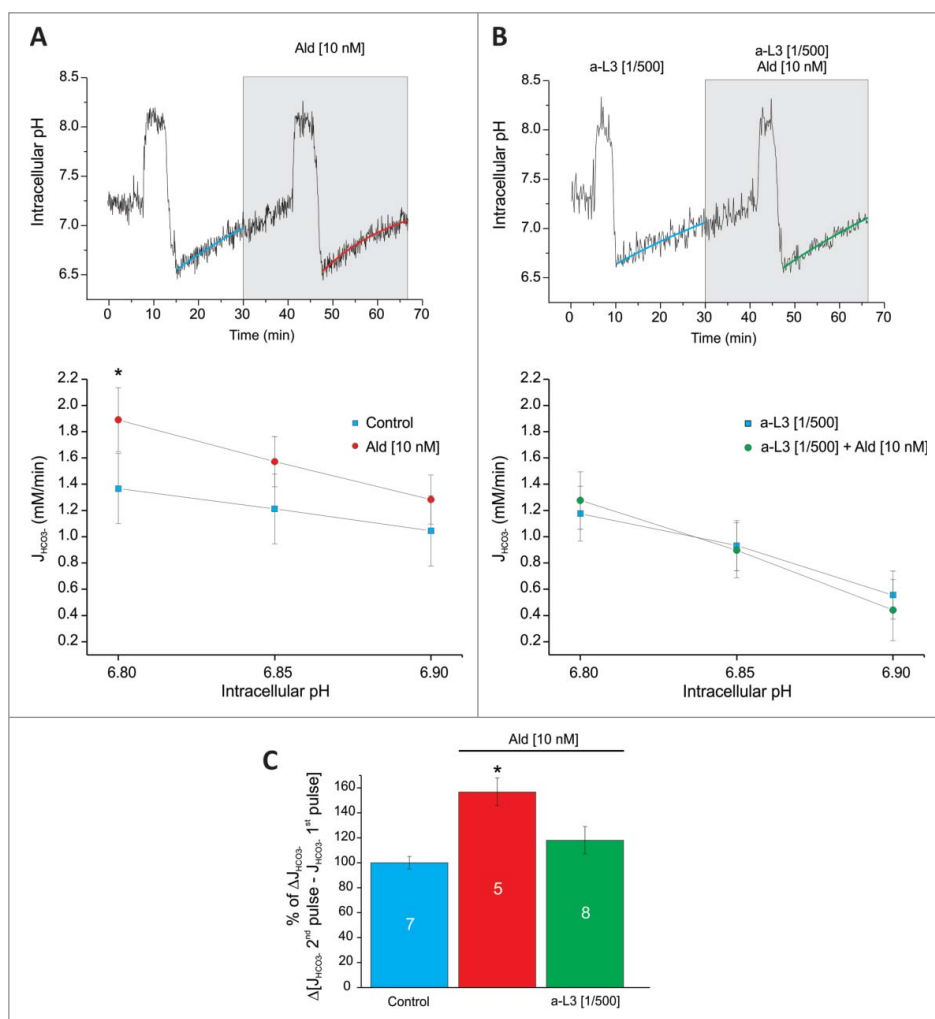 A
Ald [10 nM]
Intracellular pH
8.5
8.0
7.5
7.0
6.5
0 10 20 30 40 50 60 70
Time (min)
J_HCO3- (mM/min)
2.2
2.0
1.8
1.6
1.4
1.2
1.0
0.8
0.6
0.4
0.2
*
Control
Ald [10 nM]
6.80 6.85 6.90
Intracellular pH
B
a-L3 [1/500]
a-L3 [1/500]
Ald [10 nM]
Intracellular pH
8.5
8.0
7.5
7.0
6.5
0 10 20 30 40 50 60 70
Time (min)
J_HCO3- (mM/min)
2.2
2.0
1.8
1.6
1.4
1.2
1.0
0.8
0.6
0.4
0.2
a-L3 [1/500]
a-L3 [1/500] + Ald [10 nM]
6.80 6.85 6.90
Intracellular pH
C
Ald [10 nM]
% of ΔJ_HCO3-
Δ[J_HCO3- 2nd pulse - J_HCO3- 1st pulse]
160
140
120
100
80
60
40
20
0
*
7
5
8
Control a-L3 [1/500]